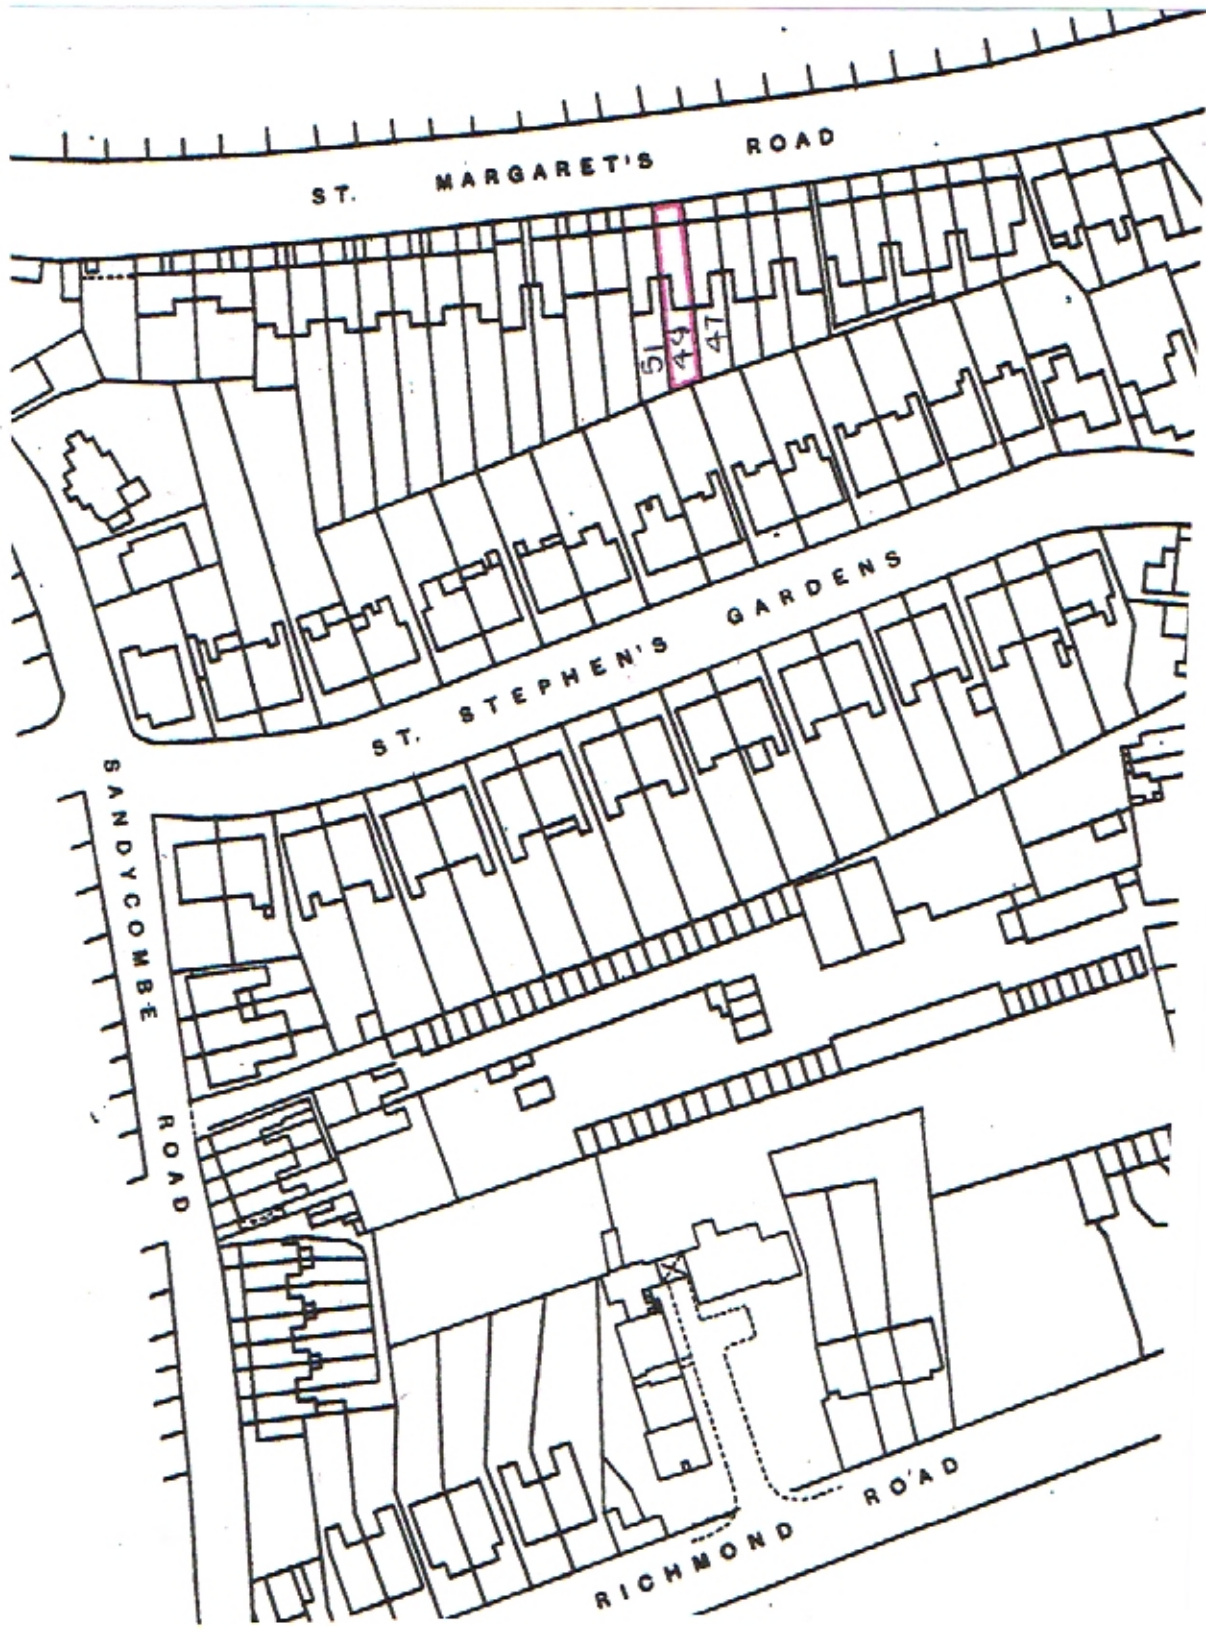 ST. MARGARET'S ROAD
51
49
47
ST. STEPHEN'S GARDENS
SANDYCOMBE ROAD
RICHMOND ROAD